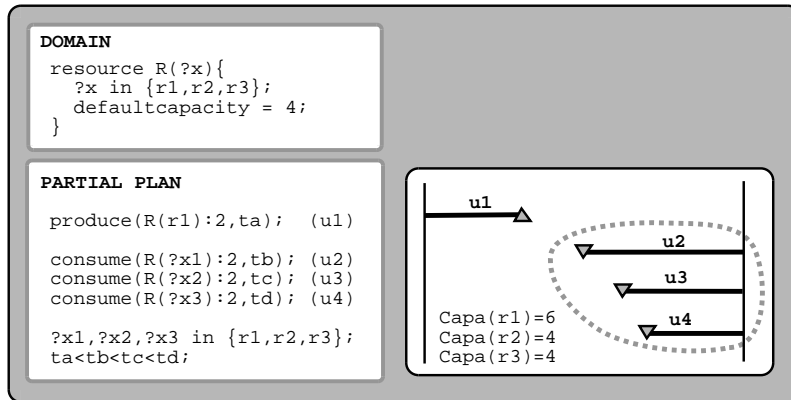 DOMAIN
resource R(?x){
?x in {r1,r2,r3};
defaultcapacity = 4;
}
PARTIAL PLAN
produce(R(r1):2,ta); (u1)
consume(R(?x1):2,tb); (u2)
consume(R(?x2):2,tc); (u3)
consume(R(?x3):2,td); (u4)
?x1,?x2,?x3 in {r1,r2,r3};
ta<tb<tc<td;
u1
u2
u3
u4
Capa(r1)=6
Capa(r2)=4
Capa(r3)=4